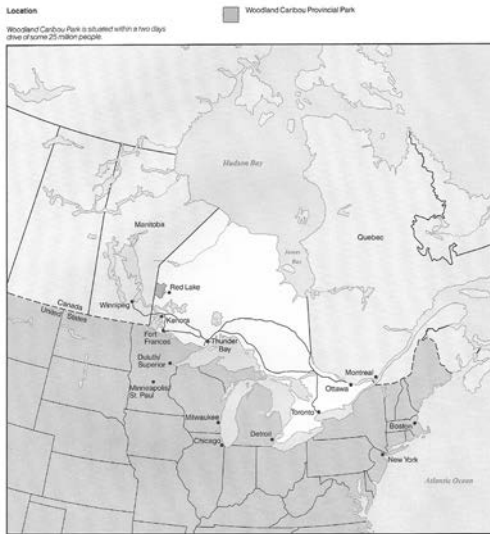 Location
Woodland Caribou Provincial Park
Woodland Caribou Park is situated within a two days
drive of some 25 million people.
Hudson Bay
Manitoba
Quebec
James
Bay
Red Lake
Winnipeg
Canada
United States
Kenora
Fort
Frances
Thunder
Bay
Duluth/
Superior
Montreal
Ottawa
Minneapolis/
St. Paul
Toronto
Milwaukee
Boston
Detroit
Chicago
New York
Atlantic Ocean